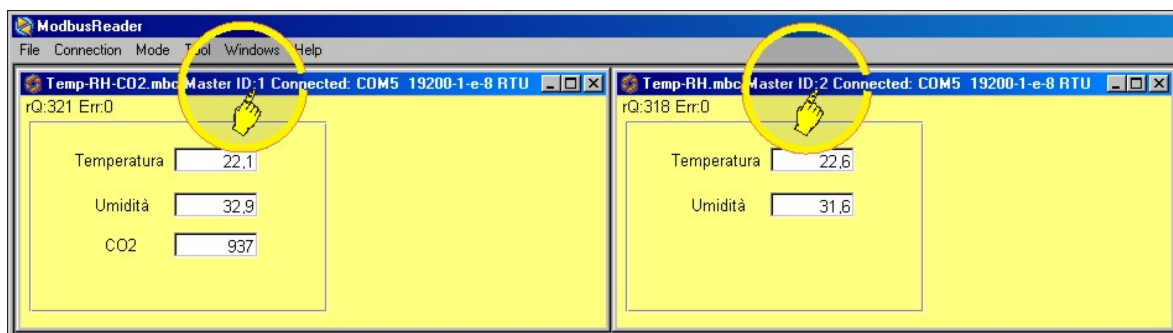 ModbusReader
File Connection Mode Tool Windows Help
Temp-RH-CO2.mbc Master ID:1 Connected: COM5 19200-1-e-8 RTU
rQ:321 Err:0
Temperatura 22,1
Umidità 32,9
CO2 937
Temp-RH.mbc Master ID:2 Connected: COM5 19200-1-e-8 RTU
rQ:318 Err:0
Temperatura 22,6
Umidità 31,6